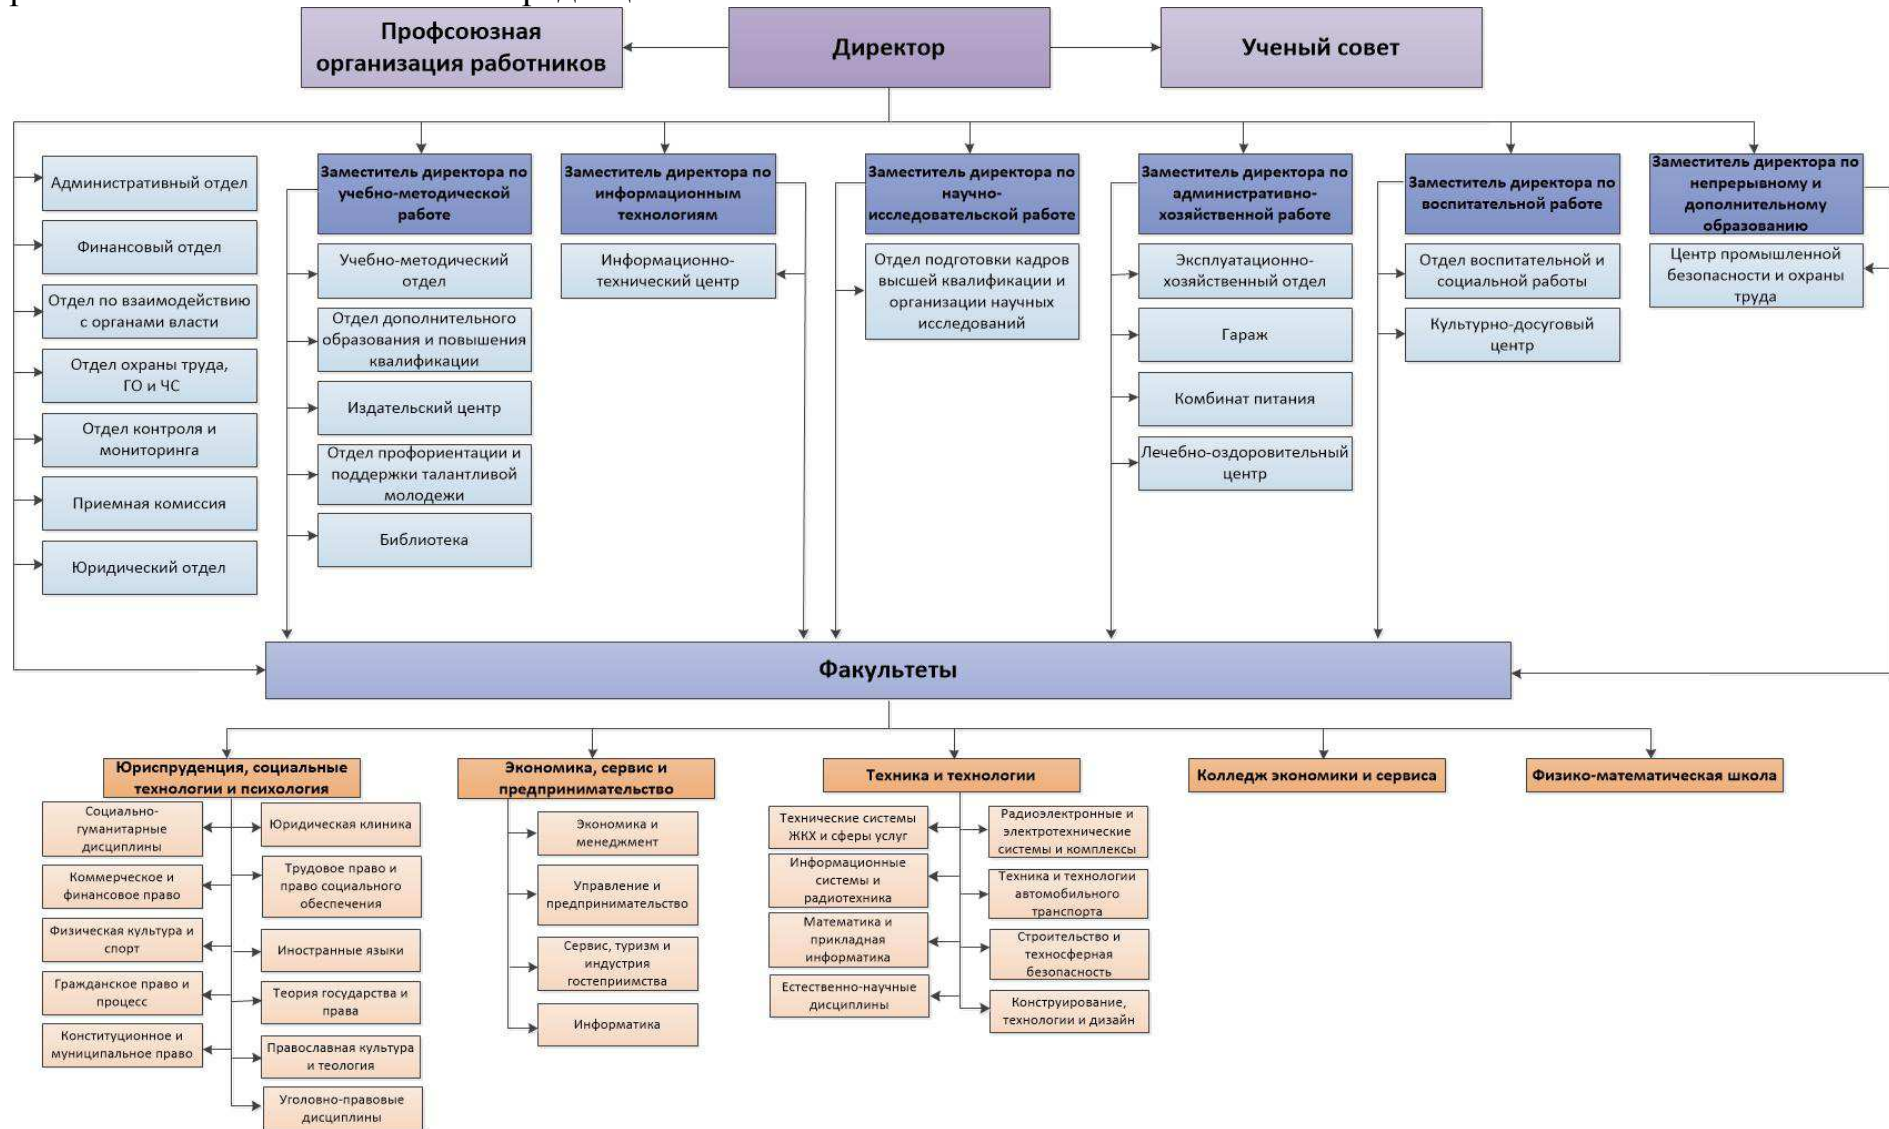 Профсоюзная
организация работников
Директор
Ученый совет
Административный отдел
Финансовый отдел
Отдел по взаимодействию
с органами власти
Отдел охраны труда,
ГО и ЧС
Отдел контроля и
мониторинга
Приемная комиссия
Юридический отдел
Заместитель директора по
учебно-методической
работе
Учебно-методический
отдел
Отдел дополнительного
образования и повышения
квалификации
Издательский центр
Отдел профориентации и
поддержки талантливой
молодежи
Библиотека
Заместитель директора по
информационным
технологиям
Информационно-
технический центр
Заместитель директора по
научно-
исследовательской работе
Отдел подготовки кадров
высшей квалификации и
организации научных
исследований
Заместитель директора по
административно-
хозяйственной работе
Эксплуатационно-
хозяйственный отдел
Гараж
Комбинат питания
Лечебно-оздоровительный
центр
Заместитель директора по
воспитательной работе
Отдел воспитательной и
социальной работы
Культурно-досуговый
центр
Заместитель директора по
непрерывному и
дополнительному
образованию
Центр промышленной
безопасности и охраны
труда
Факультеты
Юриспруденция, социальные
технологии и психология
Социально-
гуманитарные
дисциплины
Коммерческое и
финансовое право
Физическая культура и
спорт
Гражданское право и
процесс
Конституционное и
муниципальное право
Юридическая клиника
Трудовое право и
право социального
обеспечения
Иностранные языки
Теория государства и
права
Православная культура
и теология
Уголовно-правовые
дисциплины
Экономика, сервис и
предпринимательство
Экономика и
менеджмент
Управление и
предпринимательство
Сервис, туризм и
индустрия
гостеприимства
Информатика
Техника и технологии
Технические системы
ЖКХ и сферы услуг
Информационные
системы и
радиотехника
Математика и
прикладная
информатика
Естественно-научные
дисциплины
Радиоэлектронные и
электротехнические
системы и комплексы
Техника и технологии
автомобильного
транспорта
Строительство и
техносферная
безопасность
Конструирование,
технологии и дизайн
Колледж экономики и сервиса
Физико-математическая школа